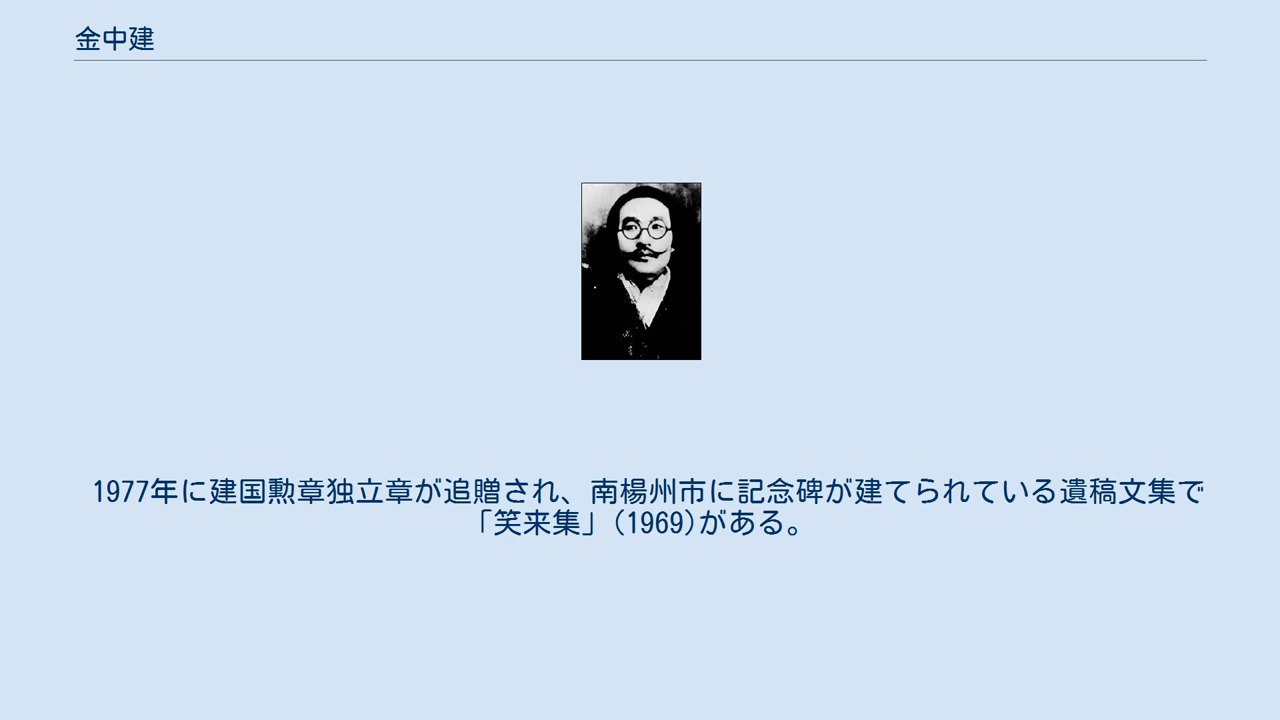 金中建
1977年に建国勲章独立章が追贈され、南楊州市に記念碑が建てられている遺稿文集で
「笑来集」(1969)がある。